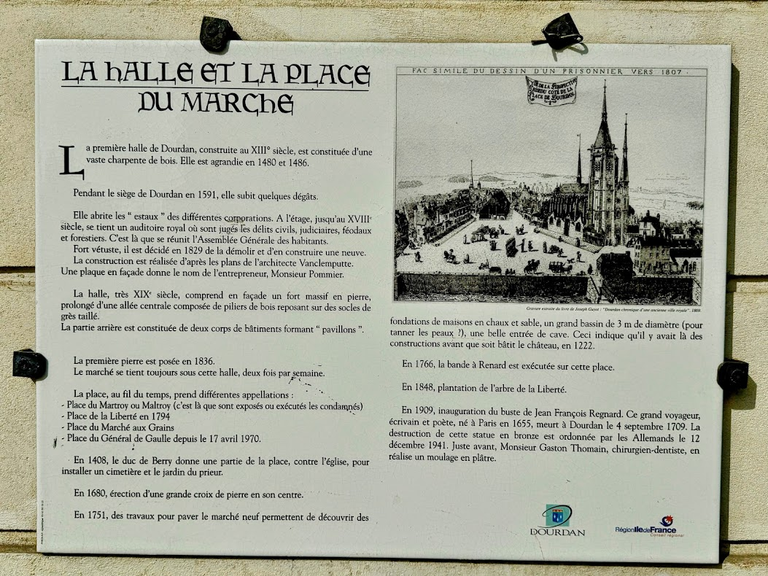 LA HALLE ET LA PLACE
DU MARCHE
La première halle de Dourdan, construite au XIII° siècle, est constituée d'une
vaste charpente de bois. Elle est agrandie en 1480 et 1486.
Pendant le siège de Dourdan en 1591, elle subit quelques dégâts.
Elle abrite les " estaux " des différentes corporations. A l'étage, jusqu'au XVIIIᵉ
siècle, se tient un auditoire royal où sont jugés les délits civils, judiciaires, féodaux
et forestiers. C'est là que se réunit l'Assemblée Générale des habitants.
Fort vétuste, il est décidé en 1829 de la démolir et d'en construire une neuve.
La construction est réalisée d'après les plans de l'architecte Vanclemputte.
Une plaque en façade donne le nom de l'entrepreneur, Monsieur Pommier.
La halle, très XIXᵉ siècle, comprend en façade un fort massif en pierre,
prolongé d'une allée centrale composée de piliers de bois reposant sur des socles de
grès taillé.
La partie arrière est constituée de deux corps de bâtiments formant " pavillons ".
La première pierre est posée en 1836.
Le marché se tient toujours sous cette halle, deux fois par semaine.
La place, au fil du temps, prend différentes appellations :
- Place du Martroy ou Maltroy (c'est là que sont exposés ou exécutés les condamnés)
- Place de la Liberté en 1794
- Place du Marché aux Grains
- Place du Général de Gaulle depuis le 17 avril 1970.
En 1408, le duc de Berry donne une partie de la place, contre l'église, pour
installer un cimetière et le jardin du prieur.
En 1680, érection d'une grande croix de pierre en son centre.
En 1751, des travaux pour paver le marché neuf permettent de découvrir des
FAC SIMILE DU DESSIN D'UN PRISONNIER VERS 1807.
Gravure extraite du livre de Joseph Guyot : "Dourdan chronique d'une ancienne ville royale". 1869.
fondations de maisons en chaux et sable, un grand bassin de 3 m de diamètre (pour
tanner les peaux ?), une belle entrée de cave. Ceci indique qu'il y avait là des
constructions avant que soit bâtit le château, en 1222.
En 1766, la bande à Renard est exécutée sur cette place.
En 1848, plantation de l'arbre de la Liberté.
En 1909, inauguration du buste de Jean François Regnard. Ce grand voyageur,
écrivain et poète, né à Paris en 1655, meurt à Dourdan le 4 septembre 1709. La
destruction de cette statue en bronze est ordonnée par les Allemands le 12
décembre 1941. Juste avant, Monsieur Gaston Thomain, chirurgien-dentiste, en
réalise un moulage en plâtre.
DOURDAN
Région IledeFrance
Conseil régional